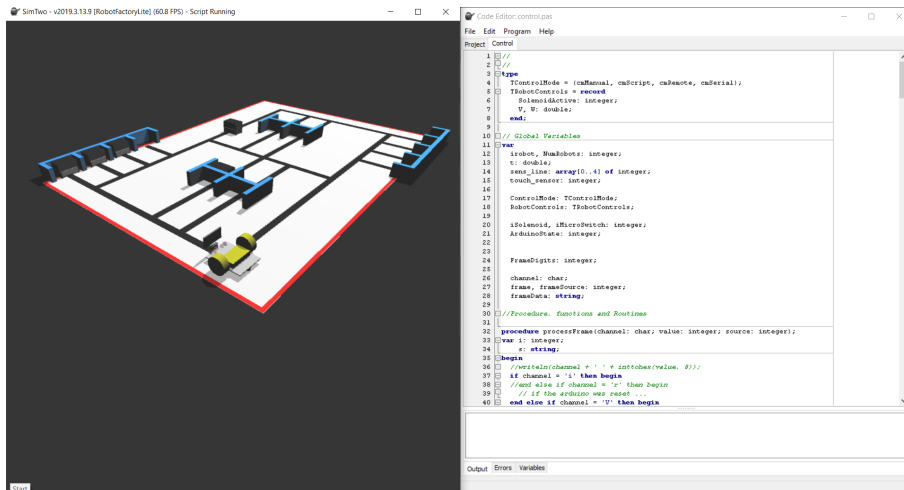 SimTwo - v2019.3.13.9 [RobotFactoryLite] (60.8 FPS) - Script Running
Start
Code Editor: control.pas
File Edit Program Help
Project Control
1 //
2 //
3 type
4 TControlMode = (cmManual, cmScript, cmRemote, cmSerial);
5 TRobotControls = record
6 SolenoidActive: integer;
7 V, W: double;
8 end;
9
10 // Global Variables
11 var
12 irobot, NumRobots: integer;
13 t: double;
14 sens_line: array[0..4] of integer;
15 touch_sensor: integer;
16
17 ControlMode: TControlMode;
18 RobotControls: TRobotControls;
19
20 iSolenoid, iMicroSwitch: integer;
21 ArduinoState: integer;
22
23
24 FrameDigits: integer;
25
26 channel: char;
27 frame, frameSource: integer;
28 frameData: string;
29
30 //Procedure, functions and Routines
31
32 procedure processFrame(channel: char; value: integer; source: integer);
33 var i: integer;
34 s: string;
35 begin
36 //writeln(channel + ' ' + inttohex(value, 8));
37 if channel = 'i' then begin
38 //end else if channel = 'r' then begin
39 // if the arduino was reset ...
40 end else if channel = 'V' then begin
Output Errors Variables